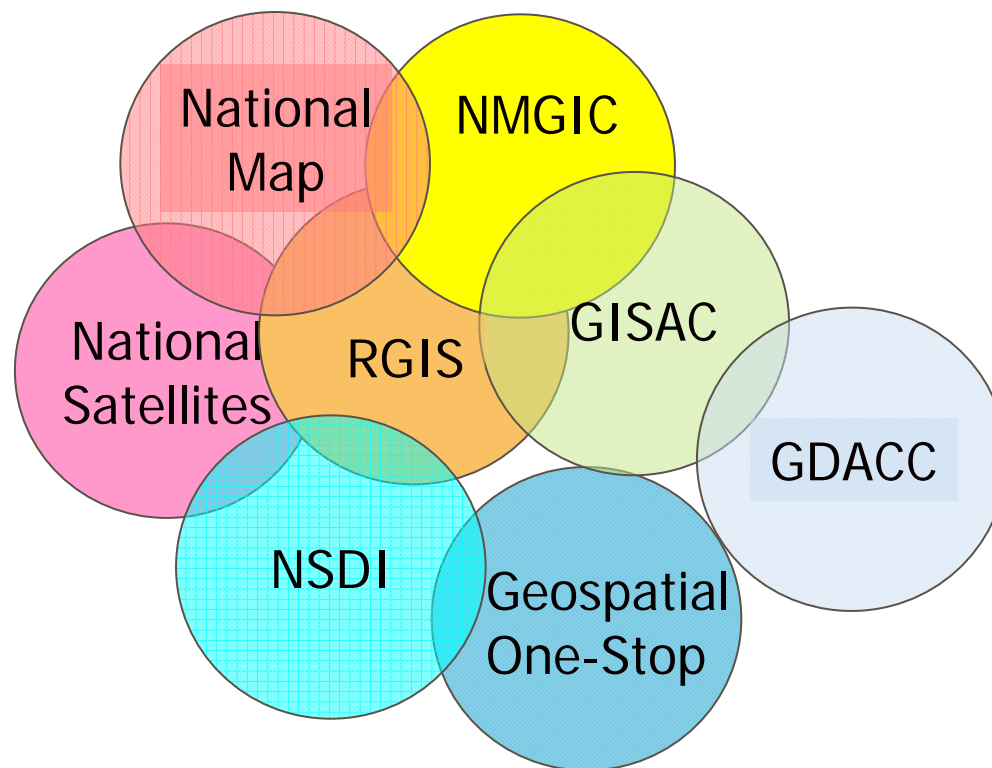 National
Map
NMGIC
National
Satellites
RGIS
GISAC
GDACC
NSDI
Geospatial
One-Stop